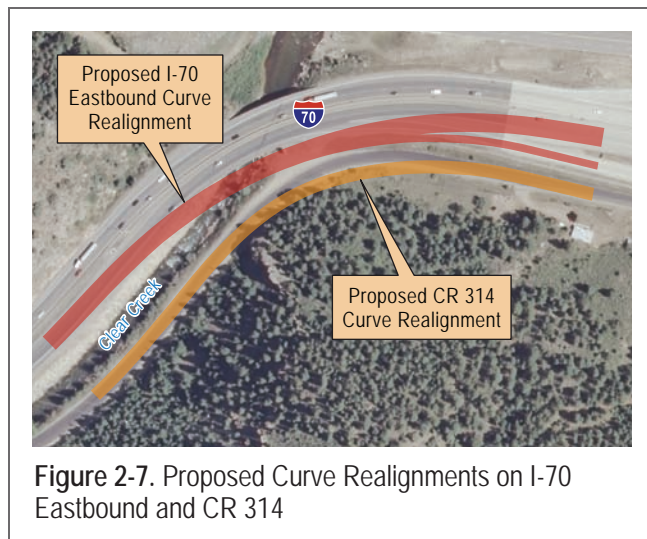 Proposed I-70
Eastbound Curve
Realignment
70
Clear Creek
Proposed CR 314
Curve Realignment
Figure 2-7. Proposed Curve Realignments on I-70
Eastbound and CR 314